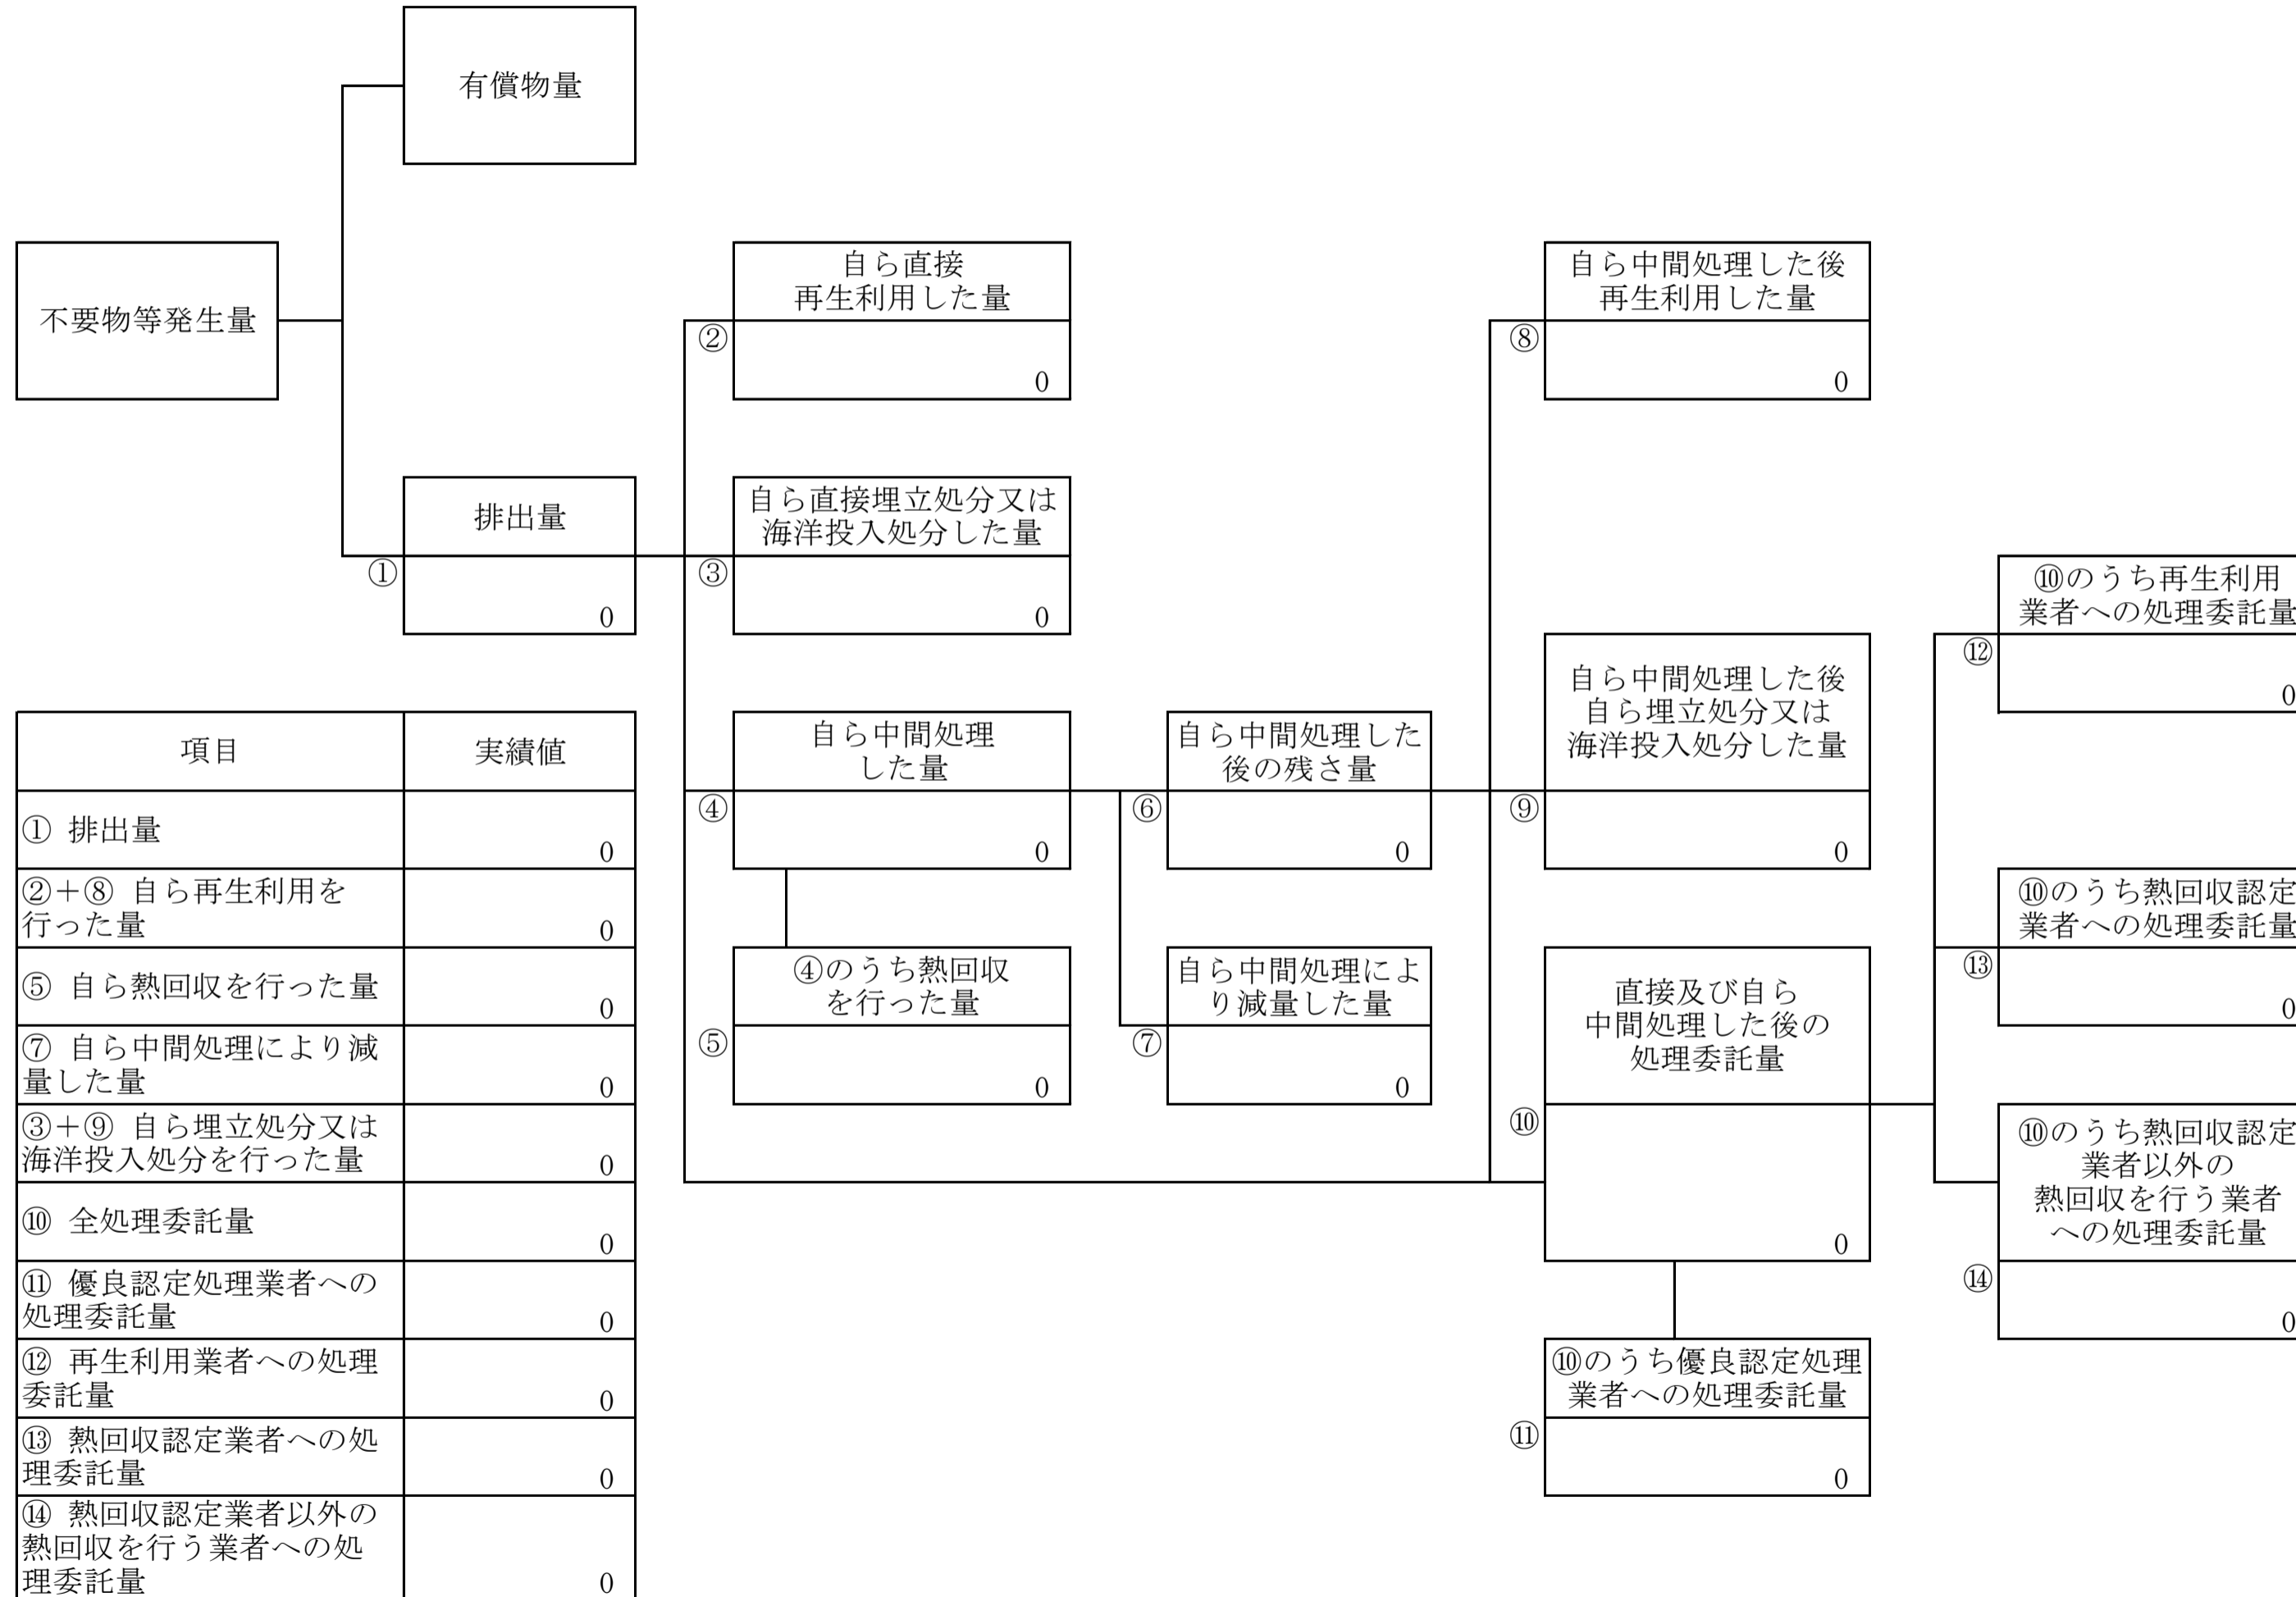 有償物量
不要物等発生量
自ら直接
再生利用した量
②
0
自ら中間処理した後
再生利用した量
⑧
0
排出量
①
0
自ら直接埋立処分又は
海洋投入処分した量
③
0
⑩のうち再生利用
業者への処理委託量
⑫
0
自ら中間処理
した量
④
0
自ら中間処理した
後の残さ量
⑥
0
自ら中間処理した後
自ら埋立処分又は
海洋投入処分した量
⑨
0
⑩のうち熱回収認定
業者への処理委託量
⑬
0
④のうち熱回収
を行った量
⑤
0
自ら中間処理によ
り減量した量
⑦
0
直接及び自ら
中間処理した後の
処理委託量
⑩
0
⑩のうち熱回収認定
業者以外の
熱回収を行う業者
への処理委託量
⑭
0
⑩のうち優良認定処理
業者への処理委託量
⑪
0
項目 実績値
① 排出量
0
②+⑧ 自ら再生利用を
行った量
0
⑤ 自ら熱回収を行った量
0
⑦ 自ら中間処理により減
量した量
0
③+⑨ 自ら埋立処分又は
海洋投入処分を行った量
0
⑩ 全処理委託量
0
⑪ 優良認定処理業者への
処理委託量
0
⑫ 再生利用業者への処理
委託量
0
⑬ 熱回収認定業者への処
理委託量
0
⑭ 熱回収認定業者以外の
熱回収を行う業者への処
理委託量
0